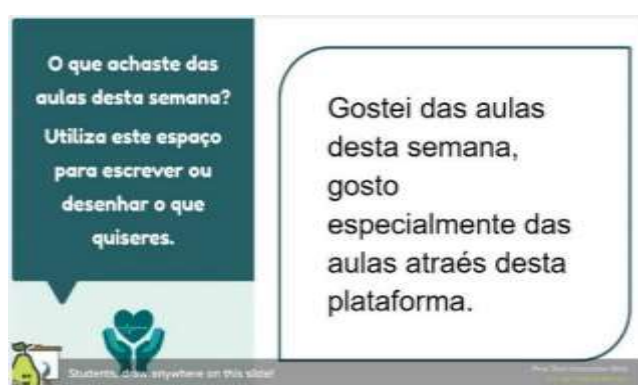 O que achaste das
aulas desta semana?
Utiliza este espaço
para escrever ou
desenhar o que
quiseres.
Gostei das aulas
desta semana,
gosto
especialmente das
aulas atraés desta
plataforma.
Students, draw anywhere on this slide!